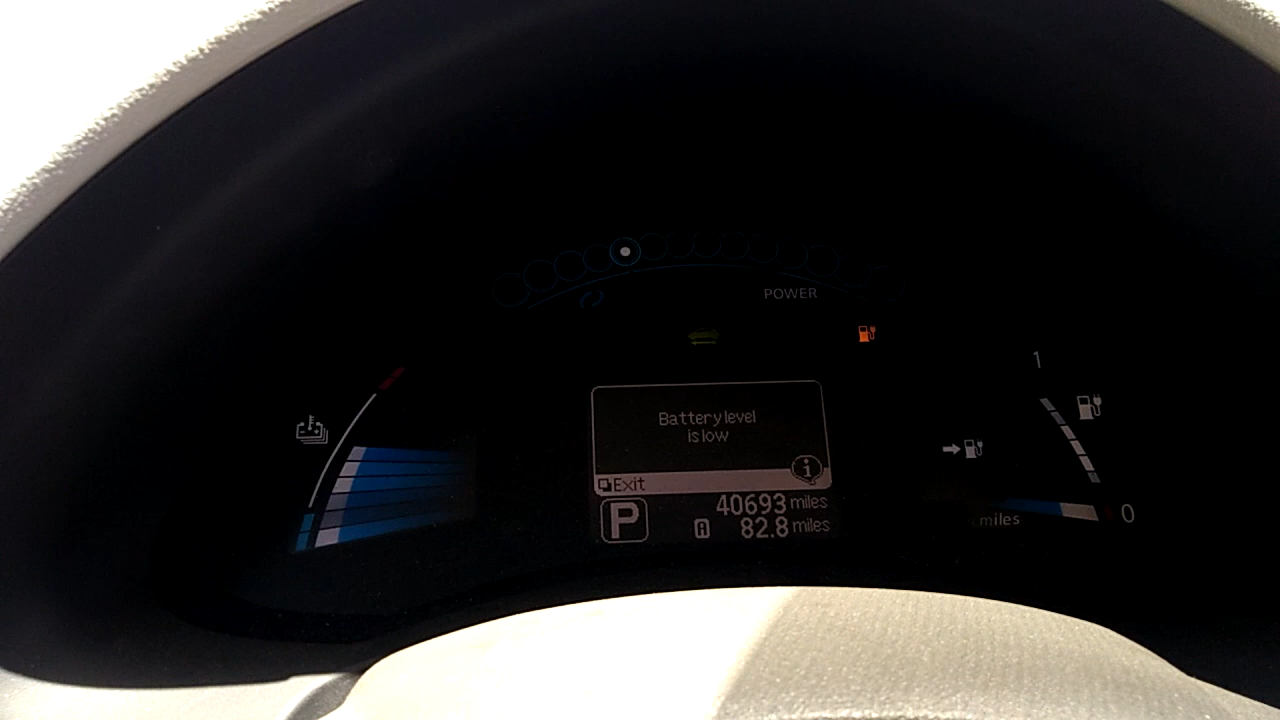 POWER
1
Battery level
is low
Exit
i
P
40693 miles
A 82.8 miles
miles
0